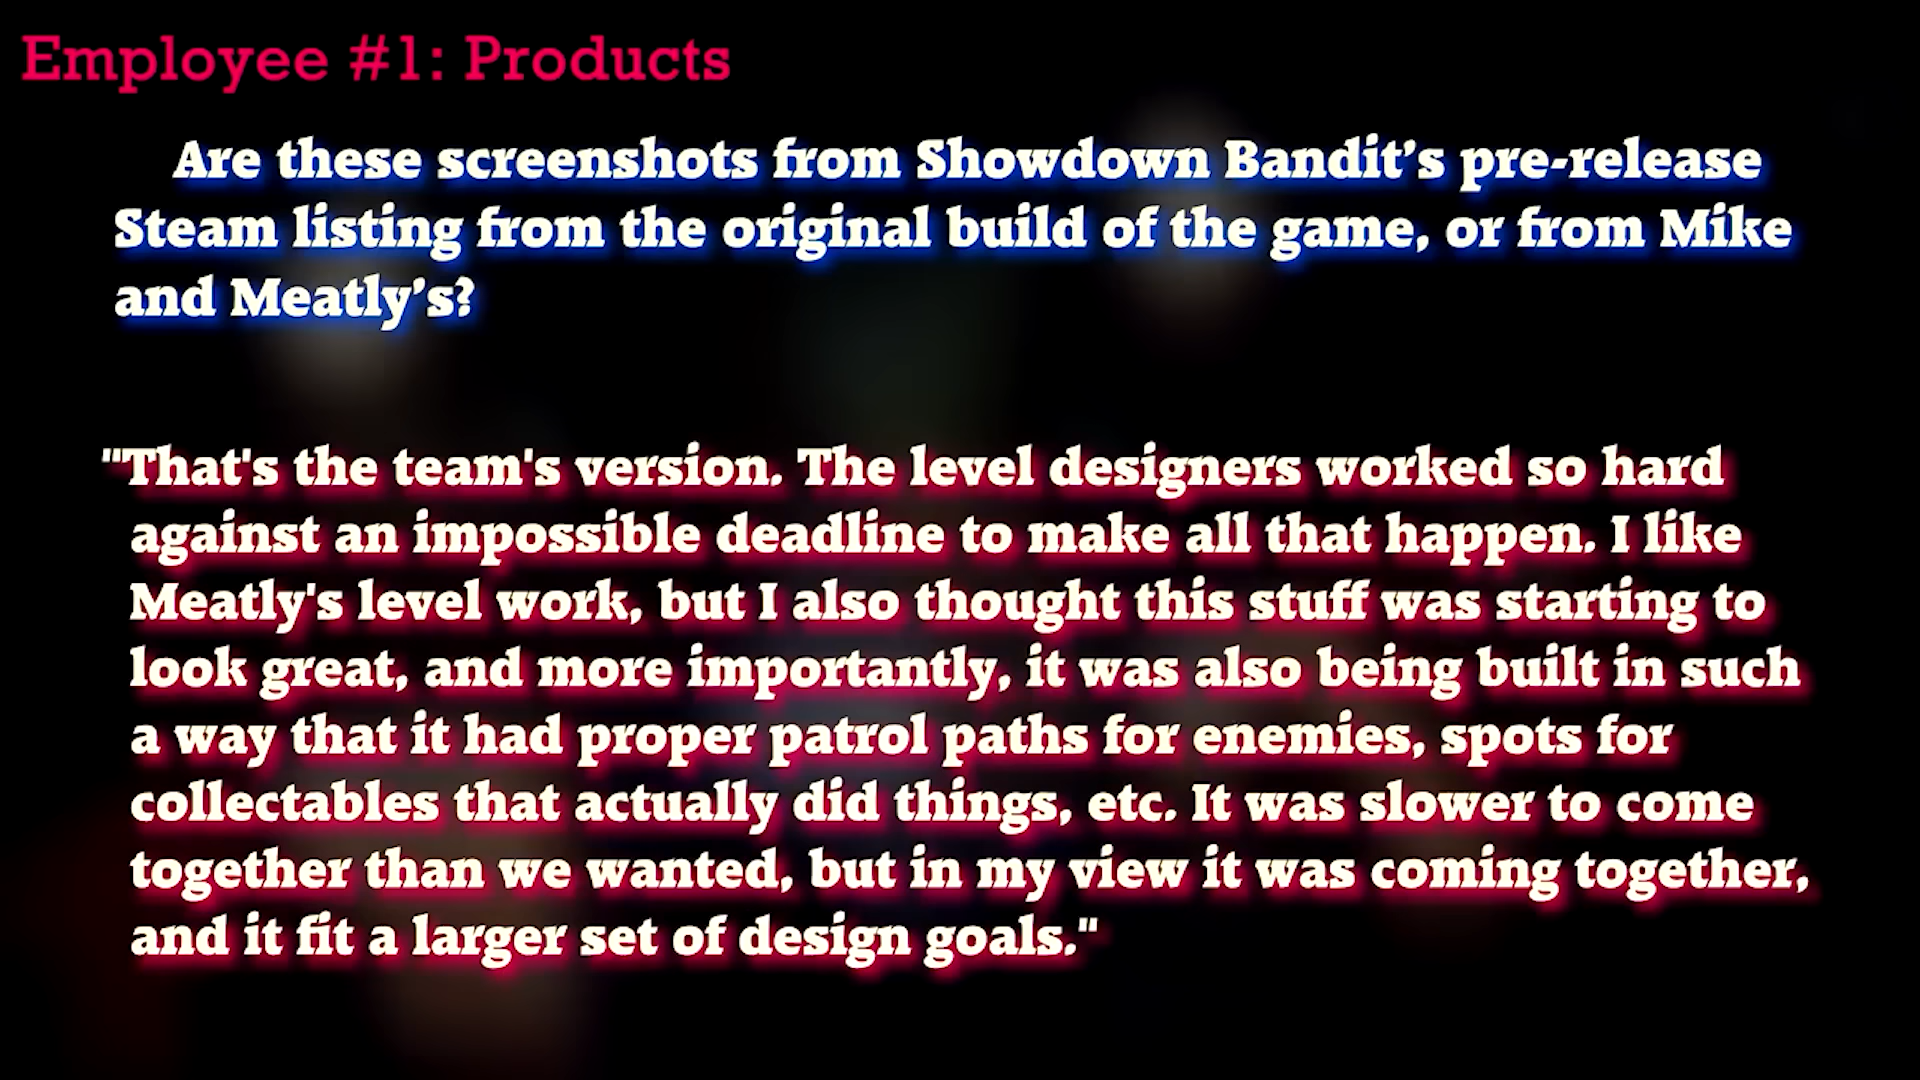 Employee #1: Products
Are these screenshots from Showdown Bandit’s pre-release
Steam listing from the original build of the game, or from Mike
and Meatly’s?
"That's the team's version. The level designers worked so hard
against an impossible deadline to make all that happen. I like
Meatly's level work, but I also thought this stuff was starting to
look great, and more importantly, it was also being built in such
a way that it had proper patrol paths for enemies, spots for
collectables that actually did things, etc. It was slower to come
together than we wanted, but in my view it was coming together,
and it fit a larger set of design goals."